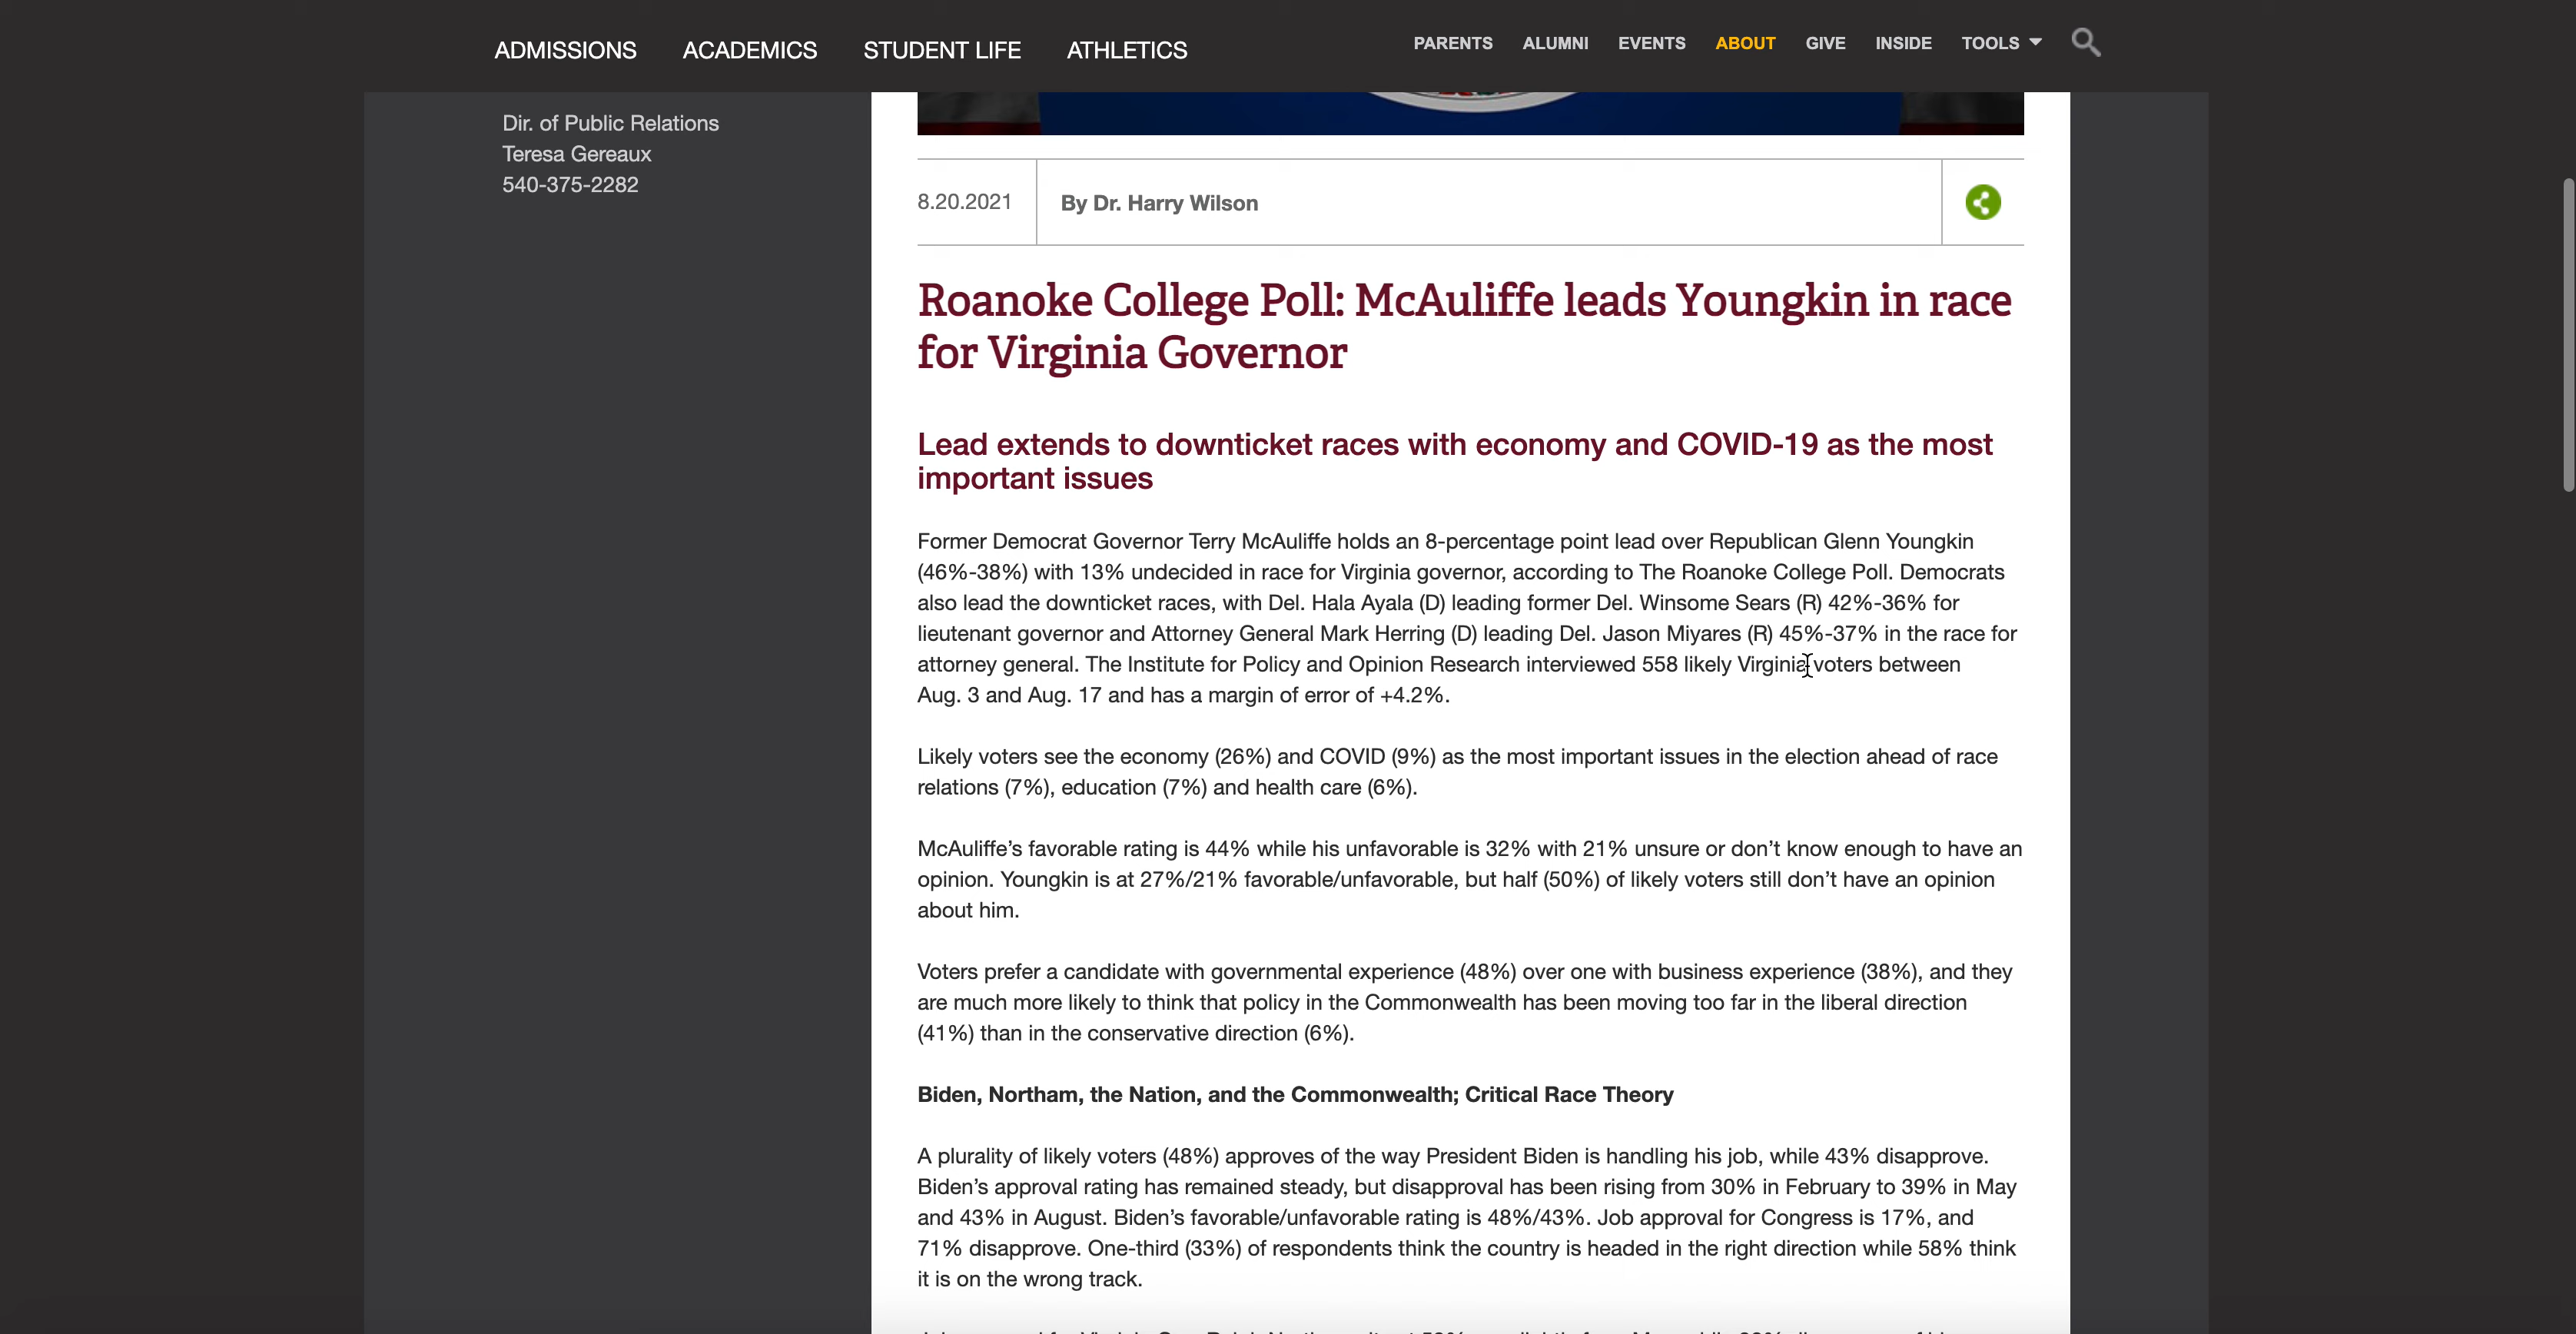 ADMISSIONS ACADEMICS STUDENT LIFE ATHLETICS PARENTS ALUMNI EVENTS ABOUT GIVE INSIDE TOOLS
Dir. of Public Relations
Teresa Gereaux
540-375-2282
8.20.2021 By Dr. Harry Wilson
Roanoke College Poll: McAuliffe leads Youngkin in race
for Virginia Governor
Lead extends to downticket races with economy and COVID-19 as the most
important issues
Former Democrat Governor Terry McAuliffe holds an 8-percentage point lead over Republican Glenn Youngkin
(46%-38%) with 13% undecided in race for Virginia governor, according to The Roanoke College Poll. Democrats
also lead the downticket races, with Del. Hala Ayala (D) leading former Del. Winsome Sears (R) 42%-36% for
lieutenant governor and Attorney General Mark Herring (D) leading Del. Jason Miyares (R) 45%-37% in the race for
attorney general. The Institute for Policy and Opinion Research interviewed 558 likely Virginia voters between
Aug. 3 and Aug. 17 and has a margin of error of +4.2%.
Likely voters see the economy (26%) and COVID (9%) as the most important issues in the election ahead of race
relations (7%), education (7%) and health care (6%).
McAuliffe's favorable rating is 44% while his unfavorable is 32% with 21% unsure or don't know enough to have an
opinion. Youngkin is at 27%/21% favorable/unfavorable, but half (50%) of likely voters still don't have an opinion
about him.
Voters prefer a candidate with governmental experience (48%) over one with business experience (38%), and they
are much more likely to think that policy in the Commonwealth has been moving too far in the liberal direction
(41%) than in the conservative direction (6%).
Biden, Northam, the Nation, and the Commonwealth; Critical Race Theory
A plurality of likely voters (48%) approves of the way President Biden is handling his job, while 43% disapprove.
Biden's approval rating has remained steady, but disapproval has been rising from 30% in February to 39% in May
and 43% in August. Biden's favorable/unfavorable rating is 48%/43%. Job approval for Congress is 17%, and
71% disapprove. One-third (33%) of respondents think the country is headed in the right direction while 58% think
it is on the wrong track.